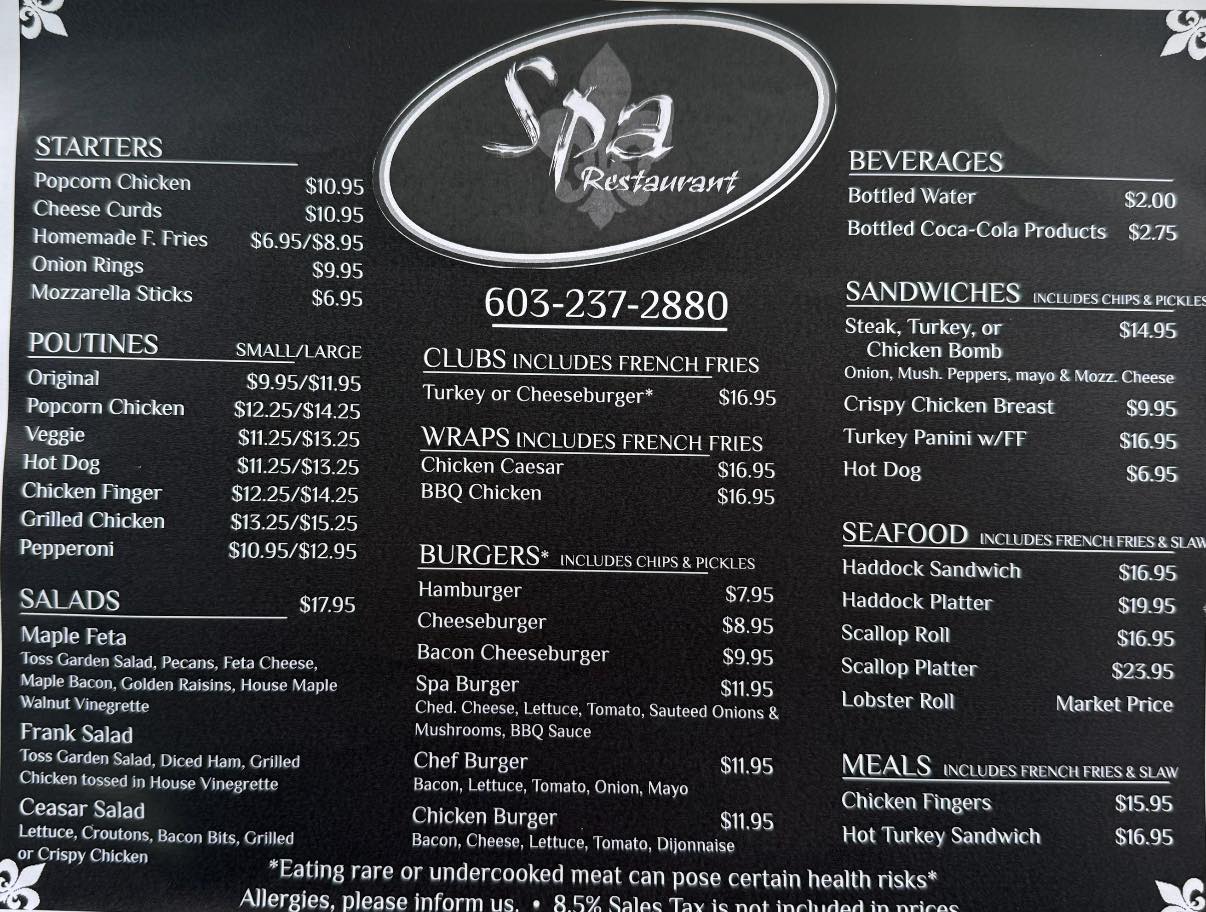 Spa
Restaurant
603-237-2880
STARTERS
Popcorn Chicken $10.95
Cheese Curds $10.95
Homemade F. Fries $6.95/$8.95
Onion Rings $9.95
Mozzarella Sticks $6.95
POUTINES SMALL/LARGE
Original $9.95/$11.95
Popcorn Chicken $12.25/$14.25
Veggie $11.25/$13.25
Hot Dog $11.25/$13.25
Chicken Finger $12.25/$14.25
Grilled Chicken $13.25/$15.25
Pepperoni $10.95/$12.95
SALADS $17.95
Maple Feta
Toss Garden Salad, Pecans, Feta Cheese,
Maple Bacon, Golden Raisins, House Maple
Walnut Vinegrette
Frank Salad
Toss Garden Salad, Diced Ham, Grilled
Chicken tossed in House Vinegrette
Ceasar Salad
Lettuce, Croutons, Bacon Bits, Grilled
or Crispy Chicken
CLUBS INCLUDES FRENCH FRIES
Turkey or Cheeseburger* $16.95
WRAPS INCLUDES FRENCH FRIES
Chicken Caesar $16.95
BBQ Chicken $16.95
BURGERS* INCLUDES CHIPS & PICKLES
Hamburger $7.95
Cheeseburger $8.95
Bacon Cheeseburger $9.95
Spa Burger $11.95
Ched. Cheese, Lettuce, Tomato, Sauteed Onions &
Mushrooms, BBQ Sauce
Chef Burger $11.95
Bacon, Lettuce, Tomato, Onion, Mayo
Chicken Burger $11.95
Bacon, Cheese, Lettuce, Tomato, Dijonnaise
BEVERAGES
Bottled Water $2.00
Bottled Coca-Cola Products $2.75
SANDWICHES INCLUDES CHIPS & PICKLES
Steak, Turkey, or $14.95
Chicken Bomb
Onion, Mush. Peppers, mayo & Mozz. Cheese
Crispy Chicken Breast $9.95
Turkey Panini w/FF $16.95
Hot Dog $6.95
SEAFOOD INCLUDES FRENCH FRIES & SLAW
Haddock Sandwich $16.95
Haddock Platter $19.95
Scallop Roll $16.95
Scallop Platter $23.95
Lobster Roll Market Price
MEALS INCLUDES FRENCH FRIES & SLAW
Chicken Fingers $15.95
Hot Turkey Sandwich $16.95
*Eating rare or undercooked meat can pose certain health risks*
Allergies, please inform us. • 8.5% Sales Tax is not included in prices